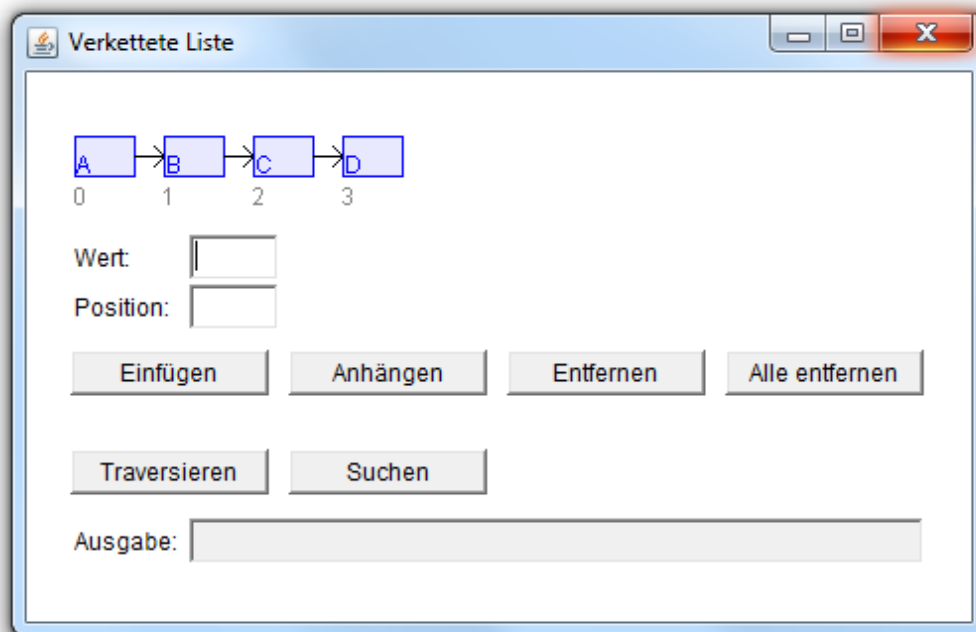 Verkettete Liste
A B C D
0 1 2 3
Wert:
Position:
Einfügen Anhängen Entfernen Alle entfernen
Traversieren Suchen
Ausgabe: